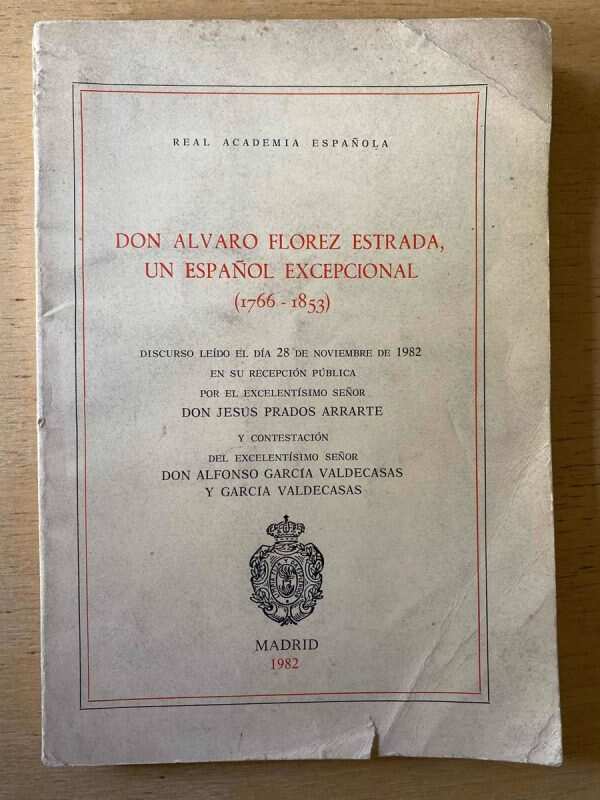 REAL ACADEMIA ESPAÑOLA
DON ALVARO FLOREZ ESTRADA,
UN ESPAÑOL EXCEPCIONAL
(1766 - 1853)
DISCURSO LEÍDO EL DÍA 28 DE NOVIEMBRE DE 1982
EN SU RECEPCIÓN PÚBLICA
POR EL EXCELENTÍSIMO SEÑOR
DON JESUS PRADOS ARRARTE
Y CONTESTACIÓN
DEL EXCELENTÍSIMO SEÑOR
DON ALFONSO GARCÍA VALDECASAS
Y GARCIA VALDECASAS
MADRID
1982